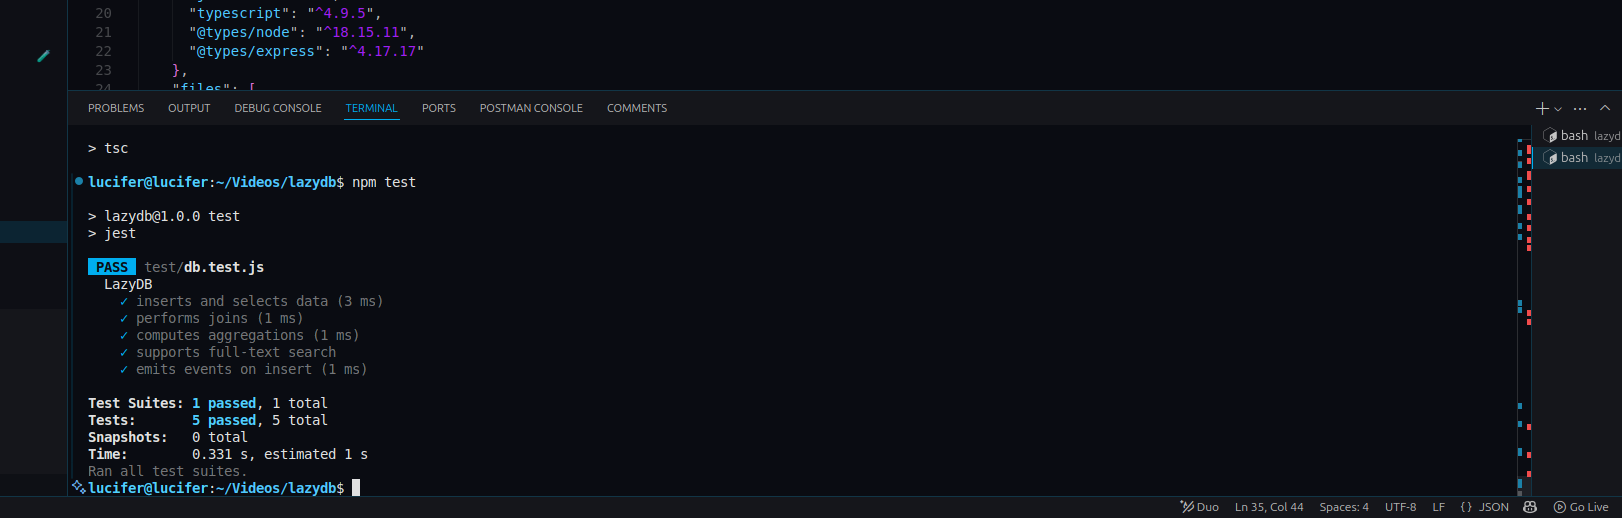 20 "typescript": "^4.9.5",
21 "@types/node": "^18.15.11",
22 "@types/express": "^4.17.17"
23 },
24 "files": [
PROBLEMS OUTPUT DEBUG CONSOLE TERMINAL PORTS POSTMAN CONSOLE COMMENTS
> tsc
lucifer@lucifer:~/Videos/lazydb$ npm test
> lazydb@1.0.0 test
> jest
PASS test/db.test.js
LazyDB
✓ inserts and selects data (3 ms)
✓ performs joins (1 ms)
✓ computes aggregations (1 ms)
✓ supports full-text search
✓ emits events on insert (1 ms)
Test Suites: 1 passed, 1 total
Tests: 5 passed, 5 total
Snapshots: 0 total
Time: 0.331 s, estimated 1 s
Ran all test suites.
lucifer@lucifer:~/Videos/lazydb$
bash lazyd
bash lazyd
Duo Ln 35, Col 44 Spaces: 4 UTF-8 LF {} JSON Go Live